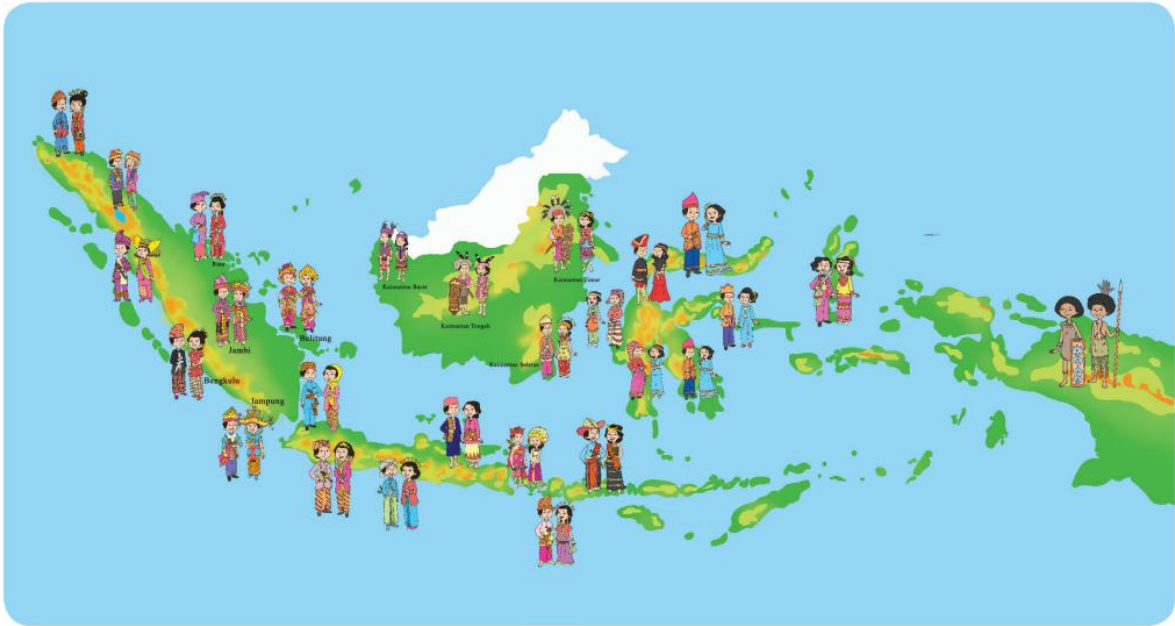 Riau
Jambi
Belitung
Bengkulu
lampung
Kalimantan Barat
Kalimantan Tengah
Kalimantan Timur
Kalimantan Selatan